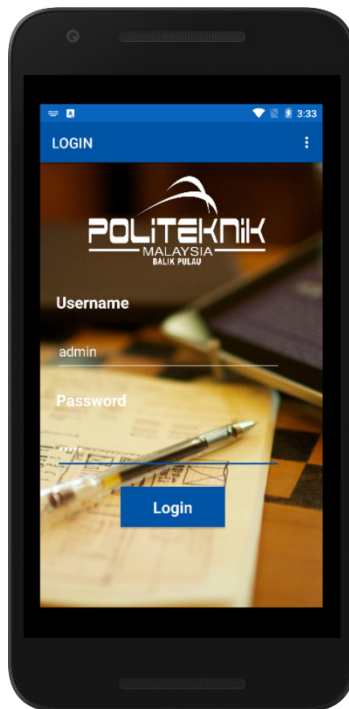 3:33
LOGIN
POLITEKNIK
MALAYSIA
BALIK PULAU
Username
admin
Password
Login